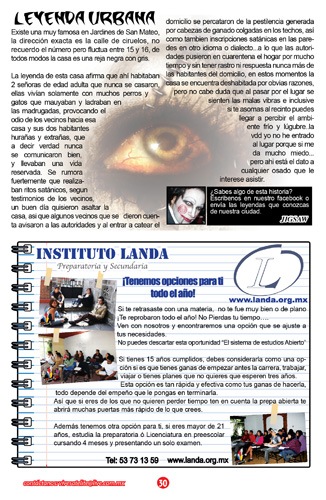 LEYENDA URBANA
Existe una muy famosa en Jardines de San Mateo,
la dirección exacta es la calle de ciruelos, no
recuerdo el número pero fluctua entre 15 y 16, de
todos modos la casa es una reja negra con gris.
La leyenda de esta casa afirma que ahí habitaban
2 señoras de edad adulta que nunca se casaron,
ellas vivían solamente con muchos perros y
gatos que mauyaban y ladraban en
las madrugadas, provocando el
odio de los vecinos hacia esa
casa y sus dos habitantes
hurañas y extrañas, que
a decir verdad nunca
se comunicaron bien,
y llevaban una vida
reservada. Se rumora
fuertemente que realiza-
ban ritos satánicos, según
testimonios de los vecinos,
un buen día quisieron asaltar la
casa, asi que algunos vecinos que se dieron cuen-
ta avisaron a las autoridades y al entrar a catear el
domicilio se percataron de la pestilencia generada
por cabezas de ganado colgadas en los techos, así
como tambien inscripciones satánicas en las pare-
des en otro idioma o dialecto...a lo que las autori-
dades pusieron en cuarentena el hogar por mucho
tiempo y sin tener rastro ni respuesta nunca más de
las habitantes del domicilio, en estos momentos la
casa se encuentra deshabitada por obvias razones,
pero no cabe duda que al pasar por el lugar se
sienten las malas vibras e inclusive
si te asomas al recinto puedes
llegar a percibir el ambi-
ente frio y lúgubre..la
vdd yo no he entrado
al lugar porque si me
da mucho miedo...
pero ahi está el dato a
cualquier osado que le
interese asistir.
¿Sabes algo de esta historia?
Escríbenos en nuestro facebook o
envía las leyendas que conozcas
de nuestra ciudad.
INSTITUTO LANDA
Preparatoria y Secundaria
¡Tenemos opciones para ti
todo el año!
www.landa.org.mx
Si te retrasaste con una materia, no te fue muy bien o de plano
¡Te reprobaron todo el año! No Pierdas tu tiempo....
Ven con nosotros y encontraremos una opción que se ajuste a
tus necesidades.
No puedes descartar esta oportunidad "El sistema de estudios Abierto"
Si tienes 15 años cumplidos; debes considerarla como una op-
ción si es que tienes ganas de empezar antes la carrera, trabajar,
viajar o tienes planes que no quieres que esperen tres años.
Esta opción es tan rápida y efectiva como tus ganas de hacerla,
todo depende del empeño que le pongas en terminarla.
Así que si eres de los que no quieren perder tiempo ten en cuenta la prepa abierta te
abrirá muchas puertas más rápido de lo que crees.
Además tenemos otra opción para ti, si eres mayor de 21
años, estudia la preparatoria ó Licenciatura en preescolar
cursando 4 meses y presentando un solo examen.
Tel: 53 73 13 59 www.landa.org.mx
30